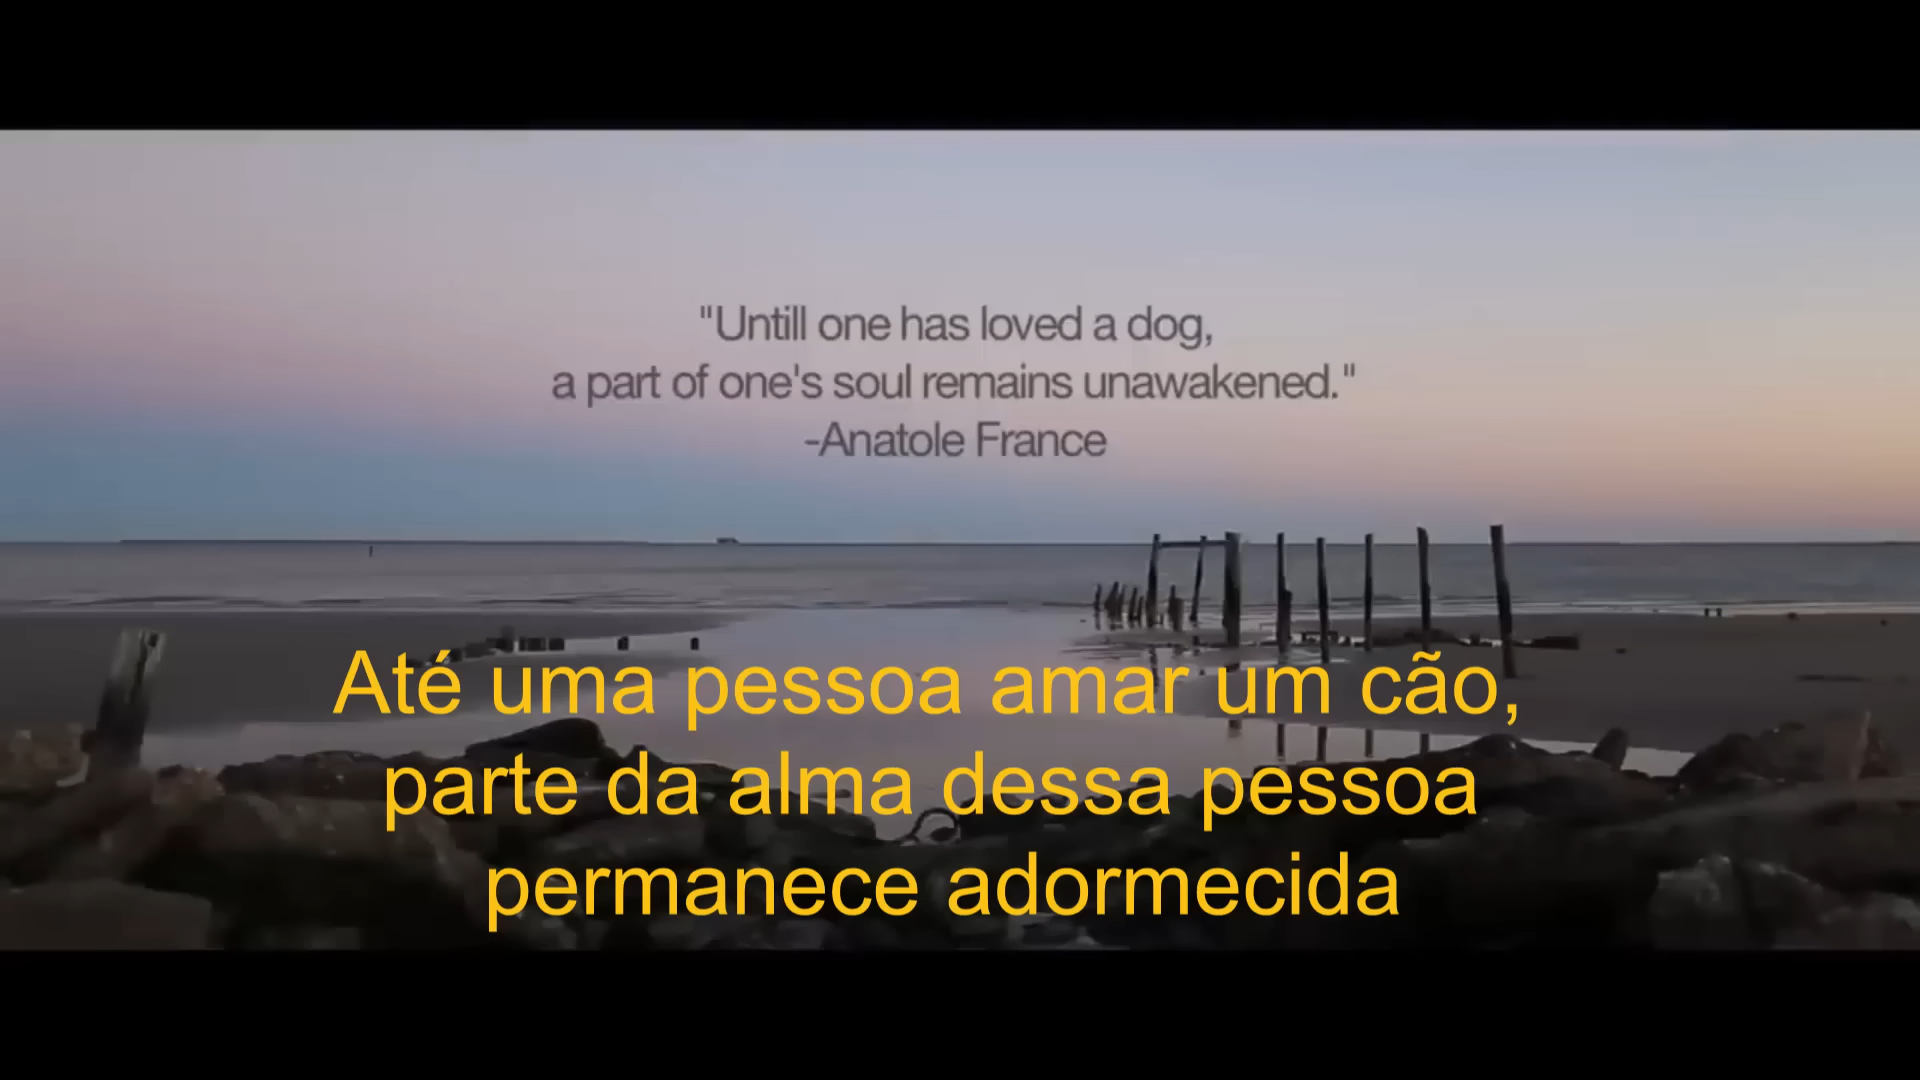 "Untill one has loved a dog,
a part of one's soul remains unawakened."
-Anatole France
Até uma pessoa amar um cão,
parte da alma dessa pessoa
permanece adormecida